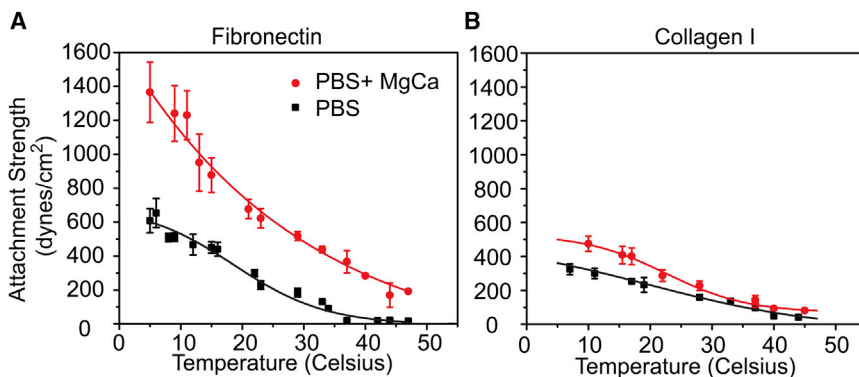 A
B
Fibronectin
Collagen I
PBS+ MgCa
PBS
Attachment Strength
(dynes/cm²)
1600
1400
1200
1000
800
600
400
200
0
0 10 20 30 40 50
Temperature (Celsius)
1600
1400
1200
1000
800
600
400
200
0
0 10 20 30 40 50
Temperature (Celsius)